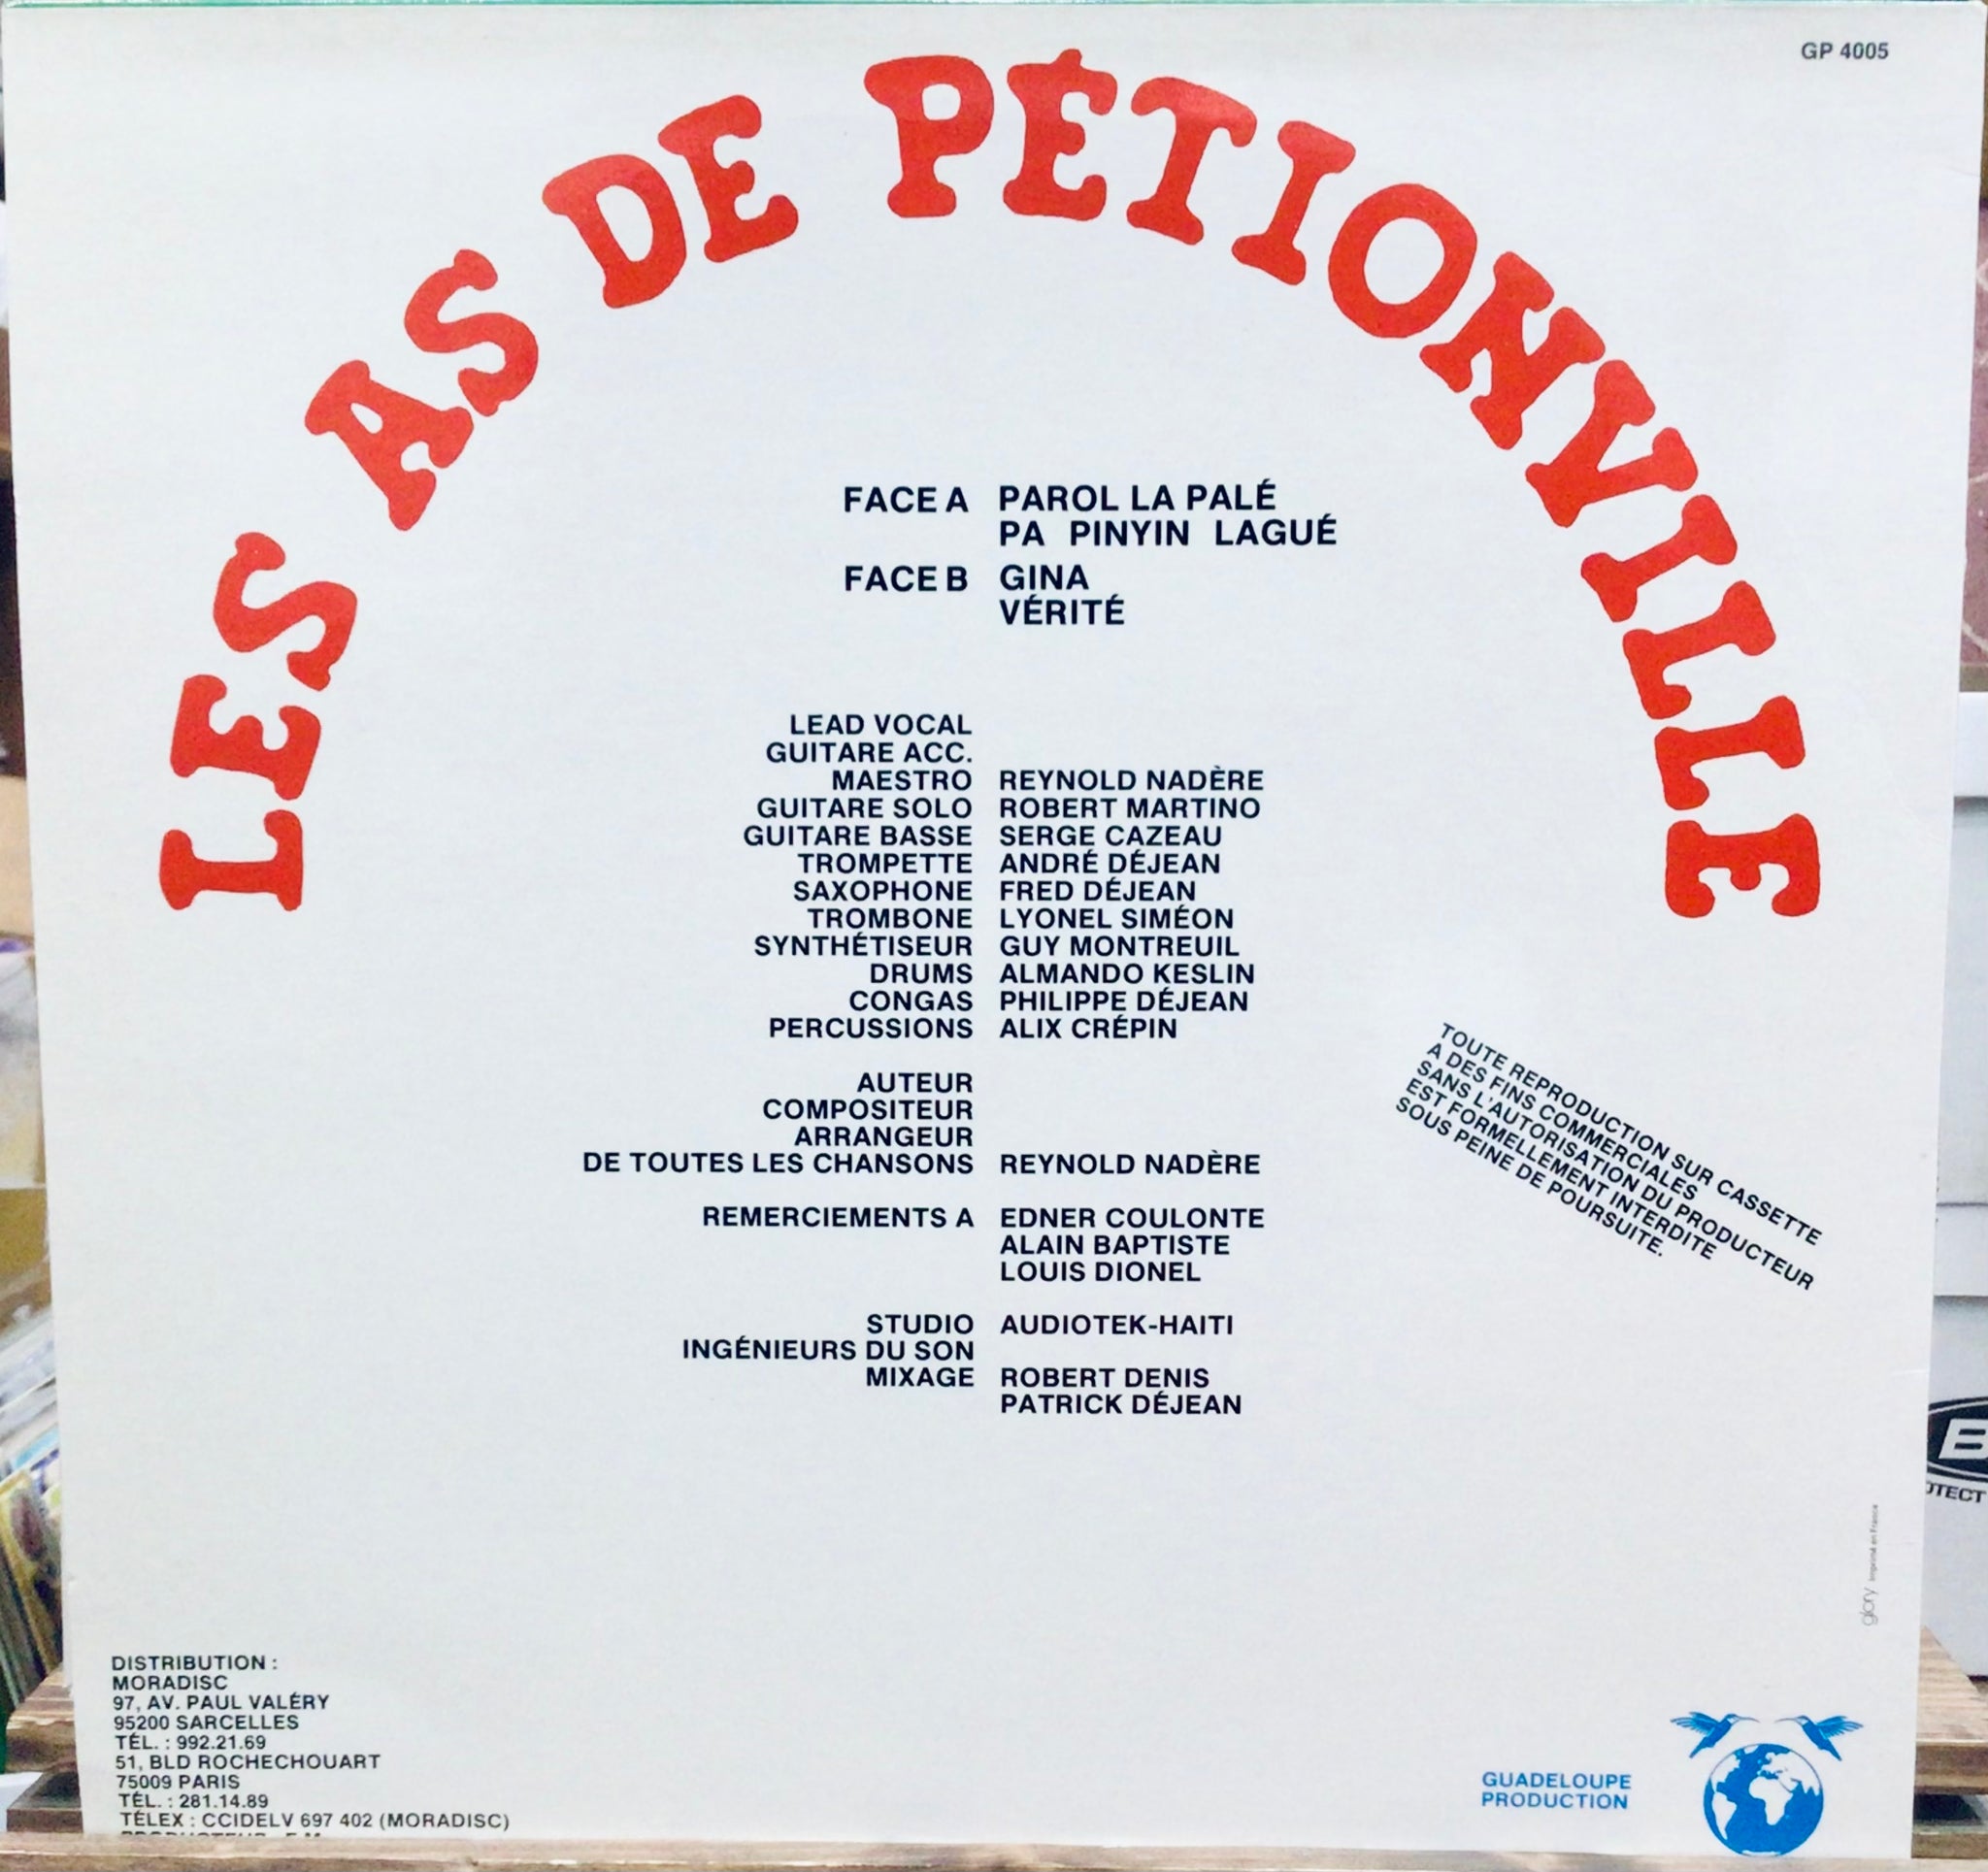 GP 4005
LES AS DE PÉTIONVILLE
FACE A PAROL LA PALÉ
PA PINYIN LAGUÉ
FACE B GINA
VÉRITÉ
LEAD VOCAL
GUITARE ACC.
MAESTRO REYNOLD NADÈRE
GUITARE SOLO ROBERT MARTINO
GUITARE BASSE SERGE CAZEAU
TROMPETTE ANDRÉ DÉJEAN
SAXOPHONE FRED DÉJEAN
TROMBONE LYONEL SIMÉON
SYNTHÉTISEUR GUY MONTREUIL
DRUMS ALMANDO KESLIN
CONGAS PHILIPPE DÉJEAN
PERCUSSIONS ALIX CRÉPIN
AUTEUR
COMPOSITEUR
ARRANGEUR
DE TOUTES LES CHANSONS REYNOLD NADÈRE
REMERCIEMENTS A EDNER COULONTE
ALAIN BAPTISTE
LOUIS DIONEL
STUDIO AUDIOTEK-HAITI
INGÉNIEURS DU SON
MIXAGE ROBERT DENIS
PATRICK DÉJEAN
TOUTE REPRODUCTION SUR CASSETTE
A DES FINS COMMERCIALES
SANS L'AUTORISATION DU PRODUCTEUR
EST FORMELLEMENT INTERDITE
SOUS PEINE DE POURSUITE.
glory Imprimé en France
DISTRIBUTION :
MORADISC
97, AV. PAUL VALÉRY
95200 SARCELLES
TÉL. : 992.21.69
51, BLD ROCHECHOUART
75009 PARIS
TÉL. : 281.14.89
TÉLEX : CCIDELV 697 402 (MORADISC)
GUADELOUPE
PRODUCTION